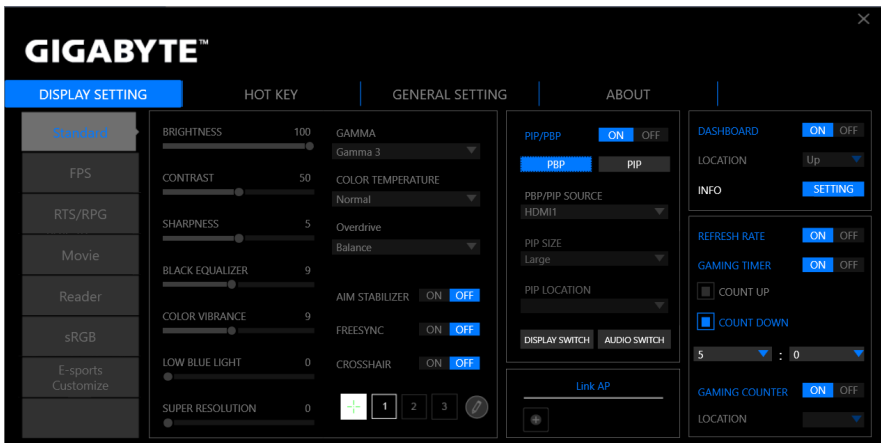 GIGABYTE™
DISPLAY SETTING
HOT KEY
GENERAL SETTING
ABOUT
Standard
FPS
RTS/RPG
Movie
Reader
sRGB
E-sports
Customize
BRIGHTNESS 100
CONTRAST 50
SHARPNESS 5
BLACK EQUALIZER 9
COLOR VIBRANCE 9
LOW BLUE LIGHT 0
SUPER RESOLUTION 0
GAMMA
Gamma 3
COLOR TEMPERATURE
Normal
Overdrive
Balance
AIM STABILIZER ON OFF
FREESYNC ON OFF
CROSSHAIR ON OFF
1 2 3
PIP/PBP ON OFF
PBP PIP
PBP/PIP SOURCE
HDMI1
PIP SIZE
Large
PIP LOCATION
DISPLAY SWITCH AUDIO SWITCH
Link AP
DASHBOARD ON OFF
LOCATION Up
INFO SETTING
REFRESH RATE ON OFF
GAMING TIMER ON OFF
COUNT UP
COUNT DOWN
5 : 0
GAMING COUNTER ON OFF
LOCATION